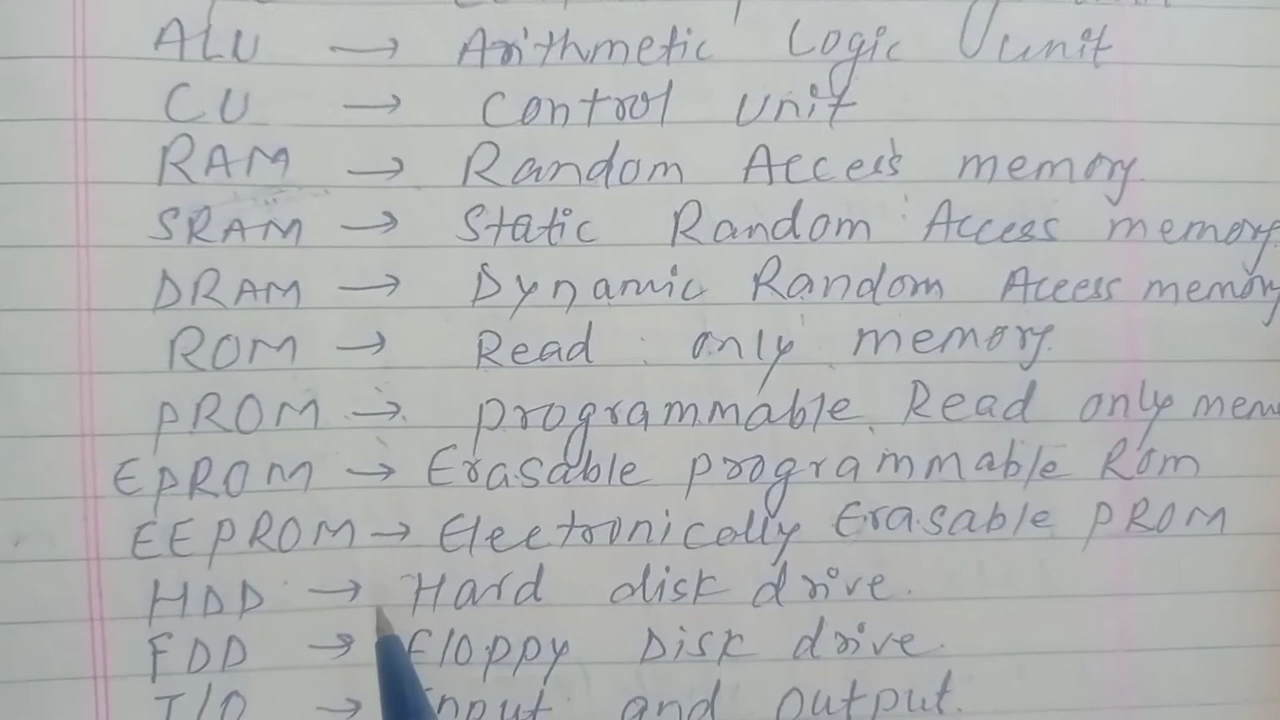 ALU → Arithmetic Logic Uunit
CU → Control Unit
RAM → Random Access memory.
SRAM → Static Random Access memory
DRAM → Dynamic Random Access memory
ROM → Read only memory.
PROM → programmable Read only mem
EPROM → Erasable programmable Rom
EEPROM → Electronically Erasable PROM
HDD → Hard disk drive.
FDD → Floppy Disk drive.
I/O → input and output.